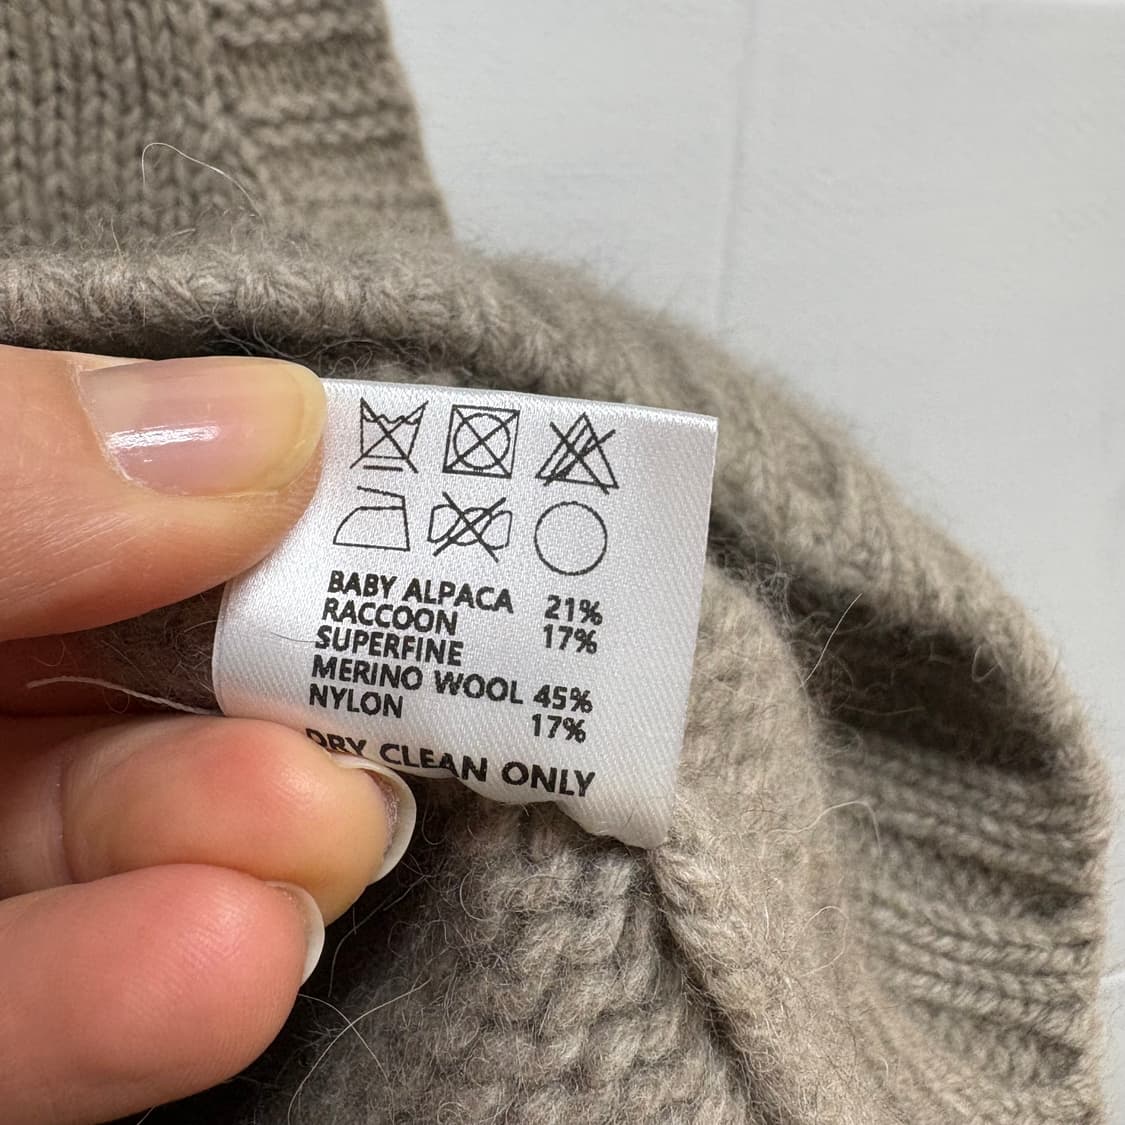 BABY ALPACA 21%
RACCOON 17%
SUPERFINE
MERINO WOOL 45%
NYLON 17%
DRY CLEAN ONLY